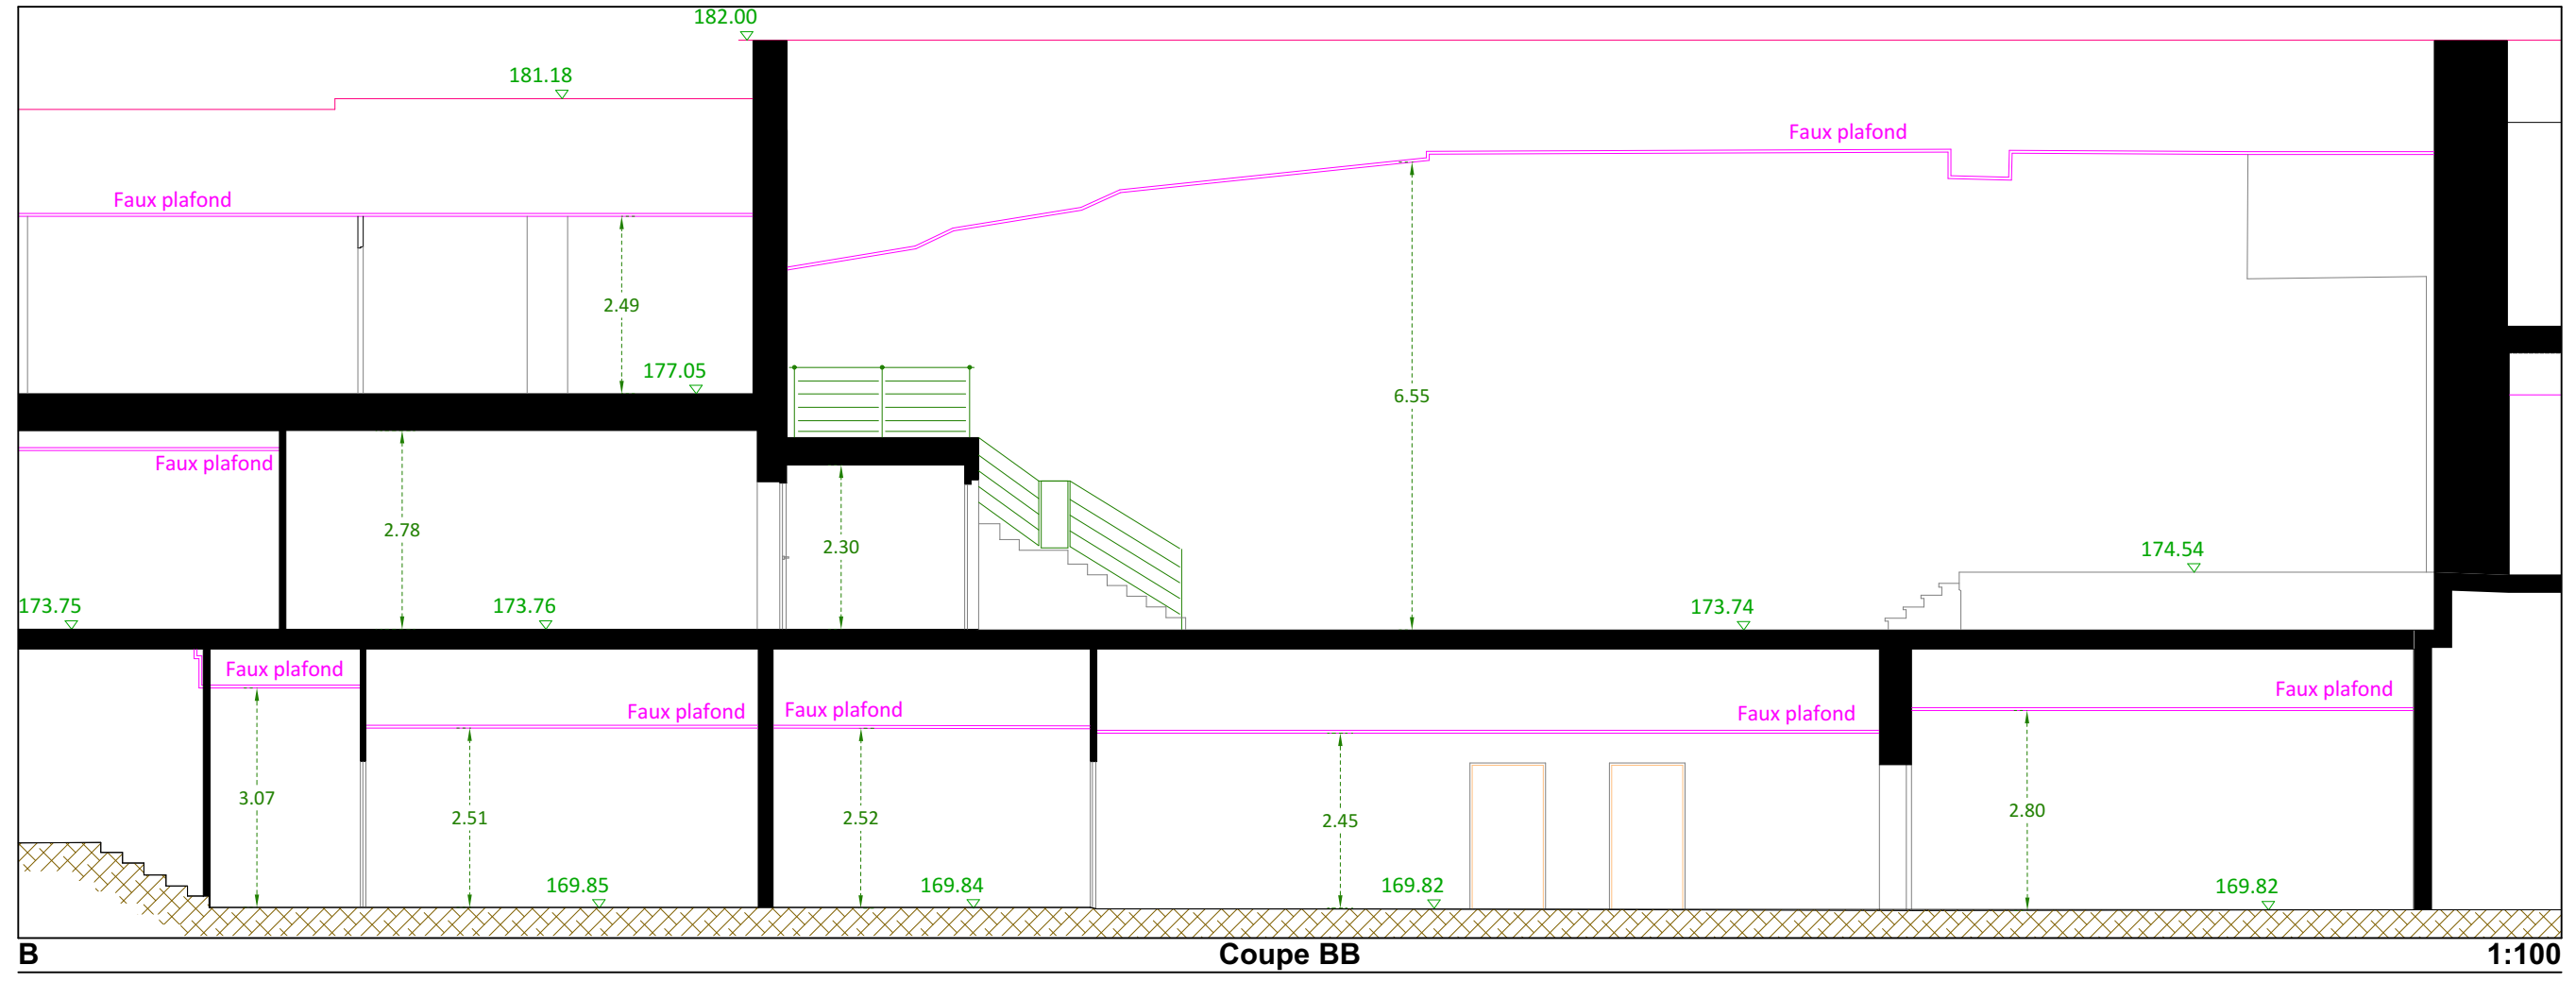 182.00
181.18
Faux plafond
Faux plafond
2.49
177.05
6.55
Faux plafond
2.78
2.30
174.54
173.75
173.76
173.74
Faux plafond
Faux plafond
Faux plafond
Faux plafond
Faux plafond
3.07
2.51
2.52
2.45
2.80
169.85
169.84
169.82
169.82
B
Coupe BB
1:100